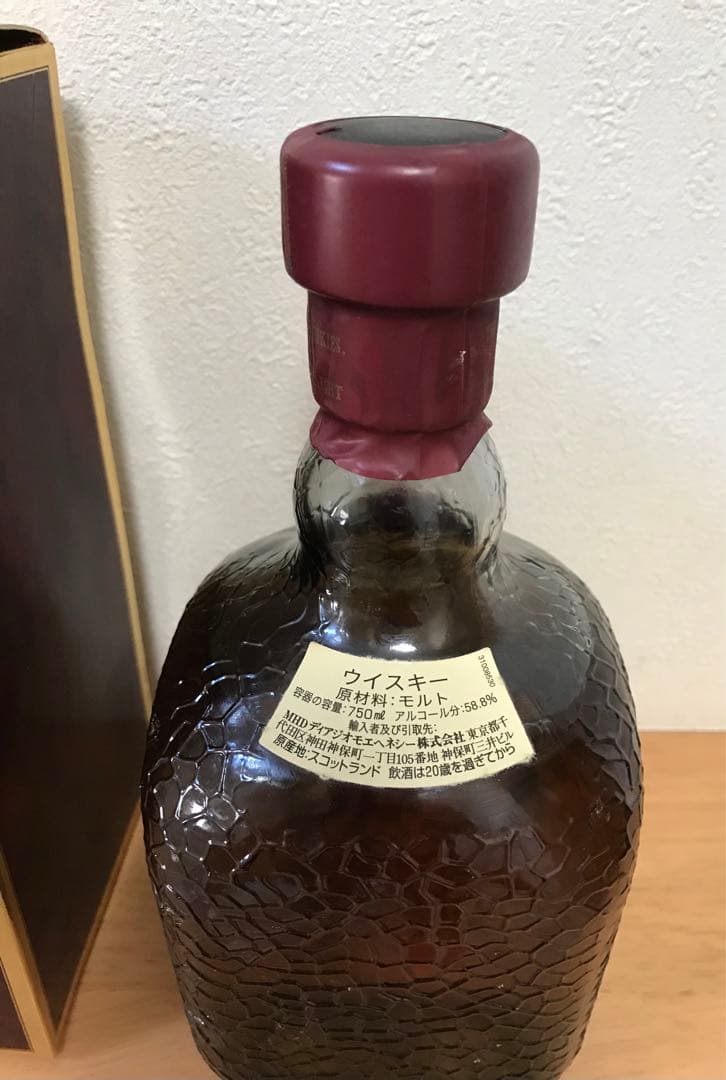 KIES.
GHT
31008530
ウイスキー
原材料:モルト
容器の容量:750㎖ アルコール分:58.8%
輸入者及び引取先:
MHDディアジオモエヘネシー株式会社 東京都千
代田区神田神保町一丁目105番地 神保町三井ビル
原産地:スコットランド 飲酒は20歳を過ぎてから